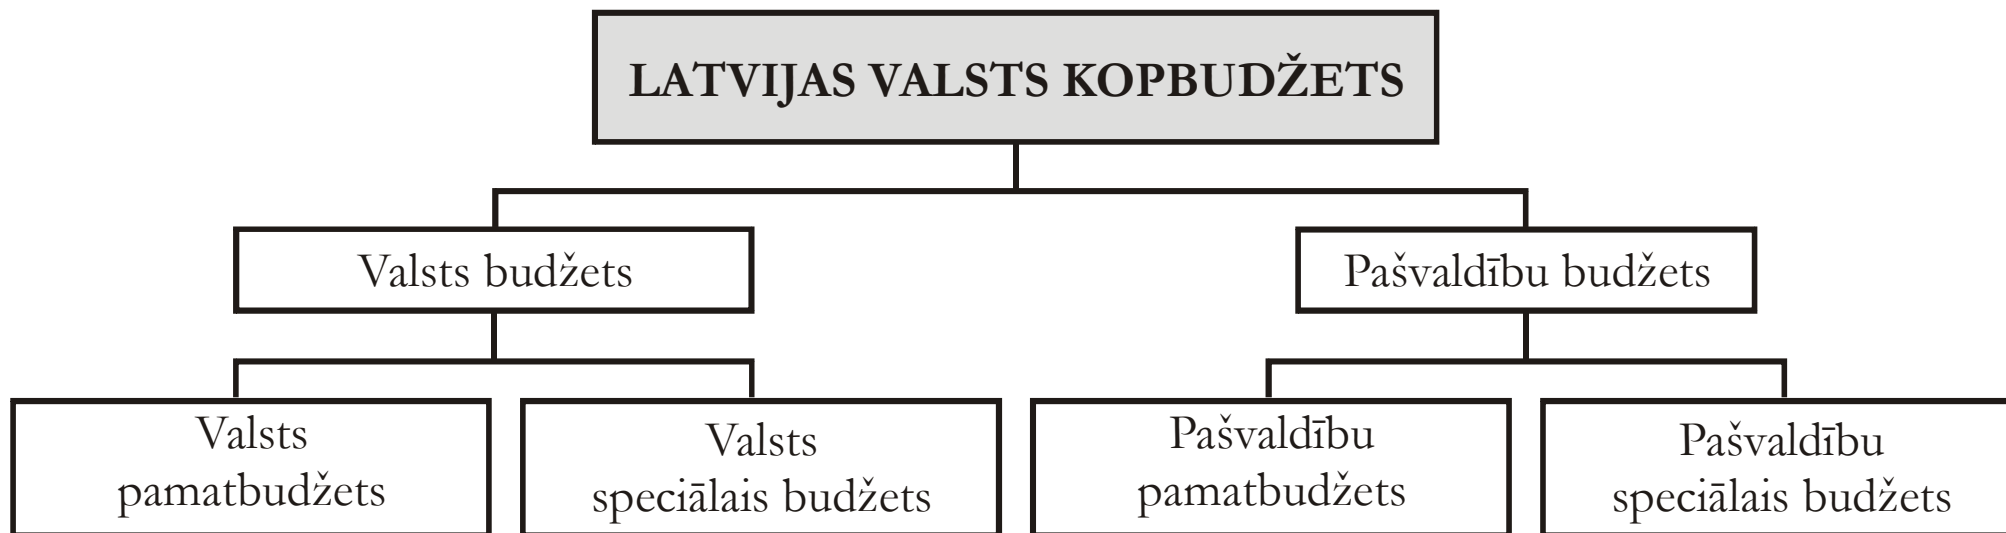 LATVIJAS VALSTS KOPBUDŽETS
Valsts budžets
Pašvaldību budžets
Valsts
pamatbudžets
Valsts
speciālais budžets
Pašvaldību
pamatbudžets
Pašvaldību
speciālais budžets